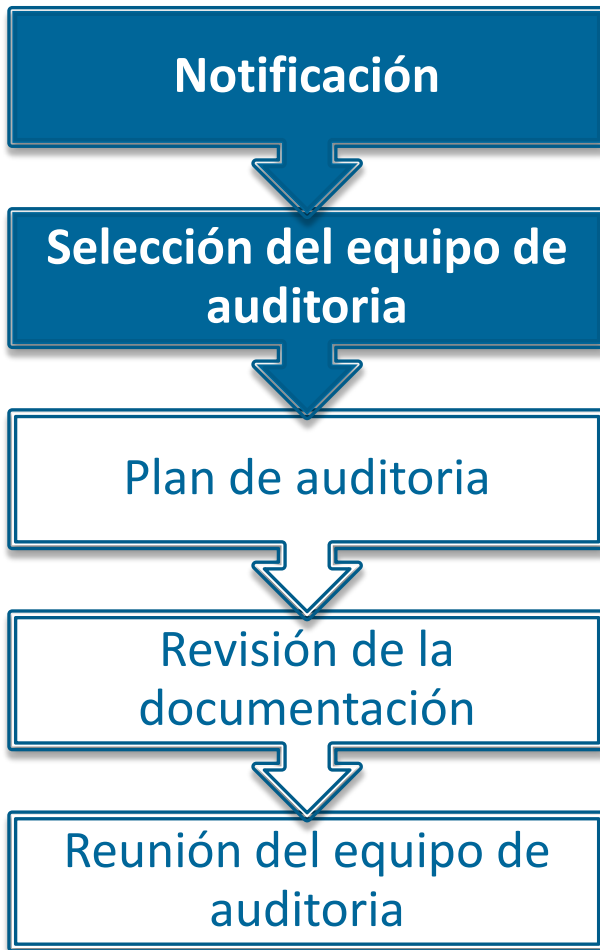 Notificación
Selección del equipo de
auditoria
Plan de auditoria
Revisión de la
documentación
Reunión del equipo de
auditoria